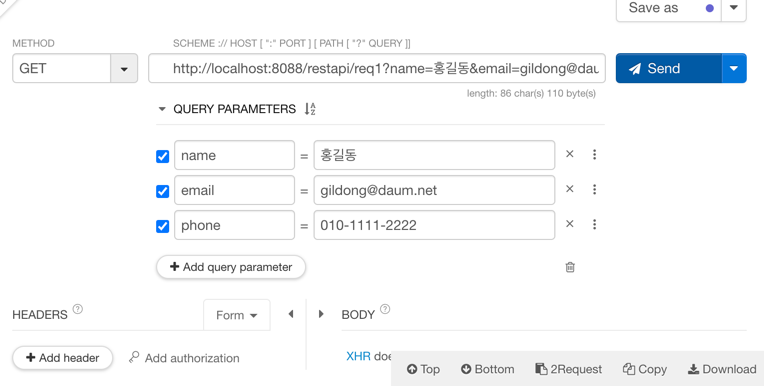 Save as
METHOD
SCHEME :// HOST [ ":" PORT ] [ PATH [ "?" QUERY ]]
GET
http://localhost:8088/restapi/req1?name=홍길동&email=gildong@dau
Send
length: 86 char(s) 110 byte(s)
QUERY PARAMETERS
name = 홍길동
email = gildong@daum.net
phone = 010-1111-2222
+ Add query parameter
HEADERS
Form
BODY
+ Add header
Add authorization
XHR doe
Top
Bottom
2Request
Copy
Download